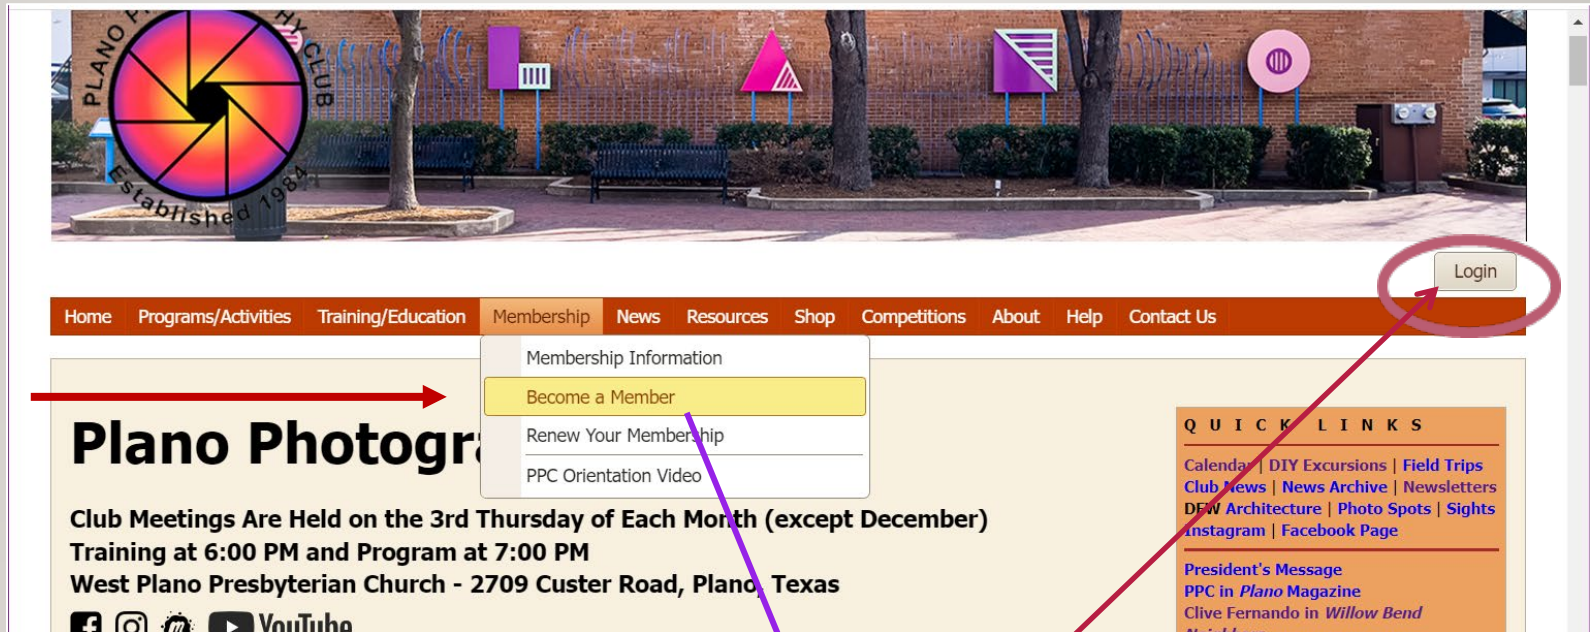 PLANO P HY CLUB
Established 1984
Login
Home Programs/Activities Training/Education Membership News Resources Shop Competitions About Help Contact Us
Membership Information
Become a Member
Renew Your Membership
PPC Orientation Video
Plano Photogr
Club Meetings Are Held on the 3rd Thursday of Each Month (except December)
Training at 6:00 PM and Program at 7:00 PM
West Plano Presbyterian Church - 2709 Custer Road, Plano, Texas
YouTube
QUICK LINKS
Calendar | DIY Excursions | Field Trips
Club News | News Archive | Newsletters
DFW Architecture | Photo Spots | Sights
Instagram | Facebook Page
President's Message
PPC in Plano Magazine
Clive Fernando in Willow Bend